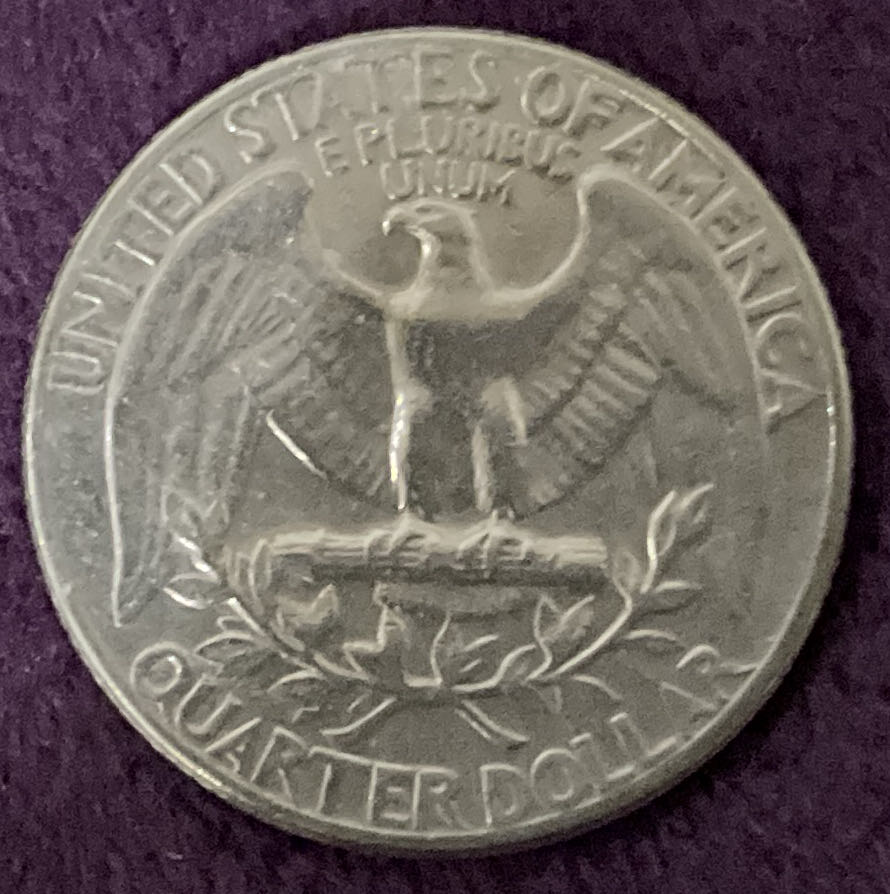 UNITED STATES OF AMERICA
E PLURIBUS
UNUM
QUARTER DOLLAR